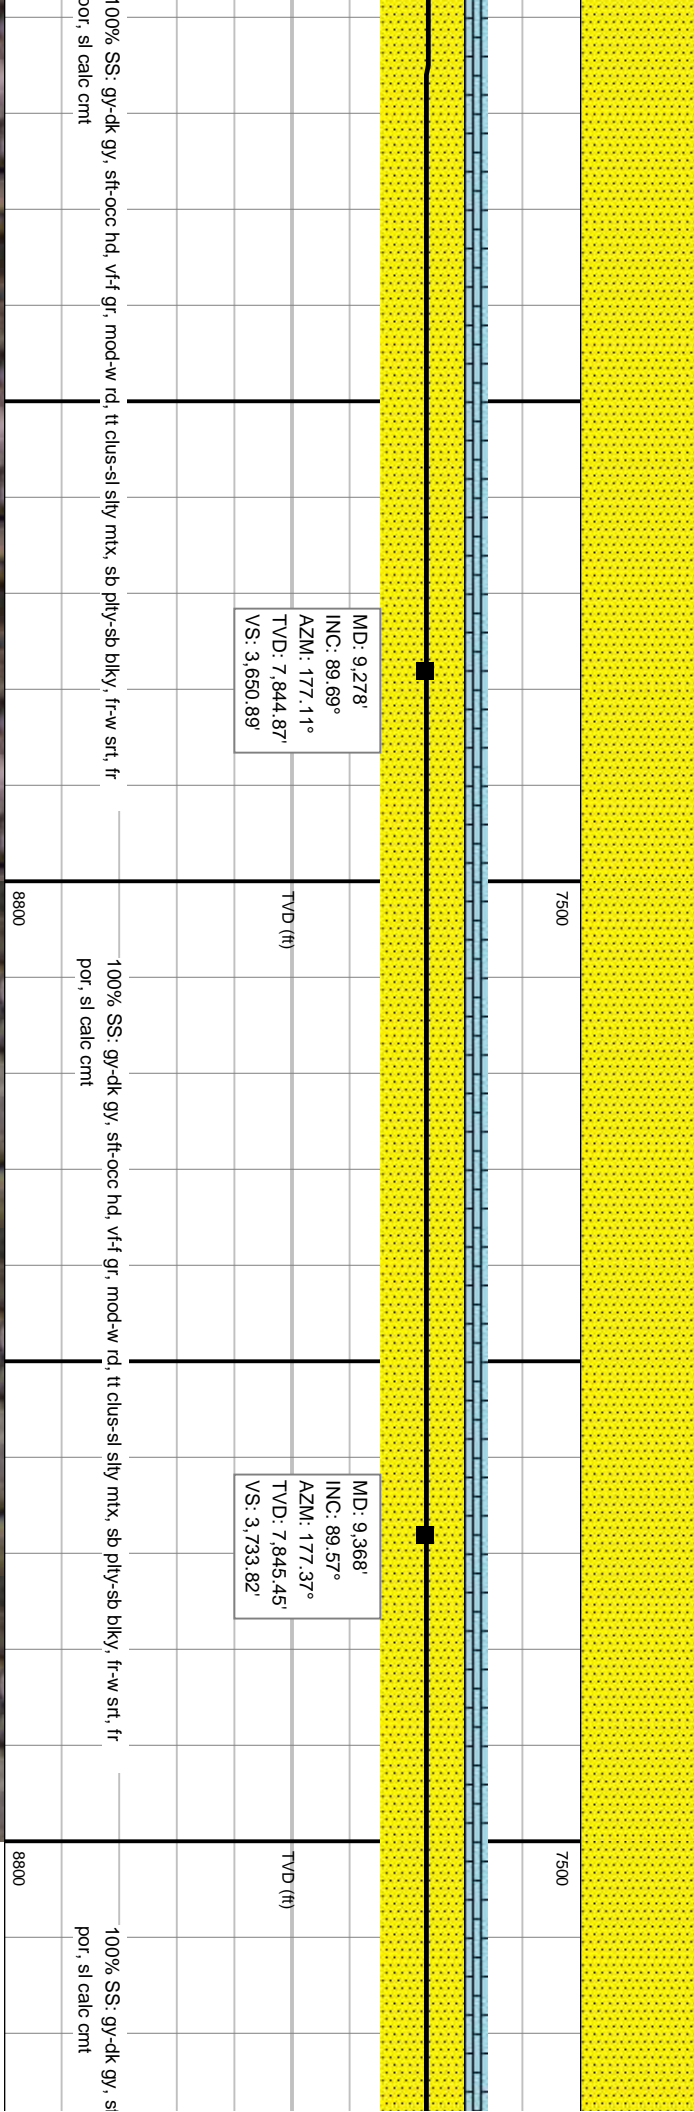 100% SS: gy-dk gy, sft-occ hd, vf-f gr, mod-w rd, tt clus-sl slty mtx, sb plty-sb blky, fr-w srt, fr
por, sl calc cmt
MD: 9,278'
INC: 89.69°
AZM: 177.11°
TVD: 7,844.87'
VS: 3,650.89'
7500
TVD (ft)
8800
100% SS: gy-dk gy, sft-occ hd, vf-f gr, mod-w rd, tt clus-sl slty mtx, sb plty-sb blky, fr-w srt, fr
por, sl calc cmt
MD: 9,368'
INC: 89.57°
AZM: 177.37°
TVD: 7,845.45'
VS: 3,733.82'
7500
TVD (ft)
8800
100% SS: gy-dk gy,
por, sl calc cmt